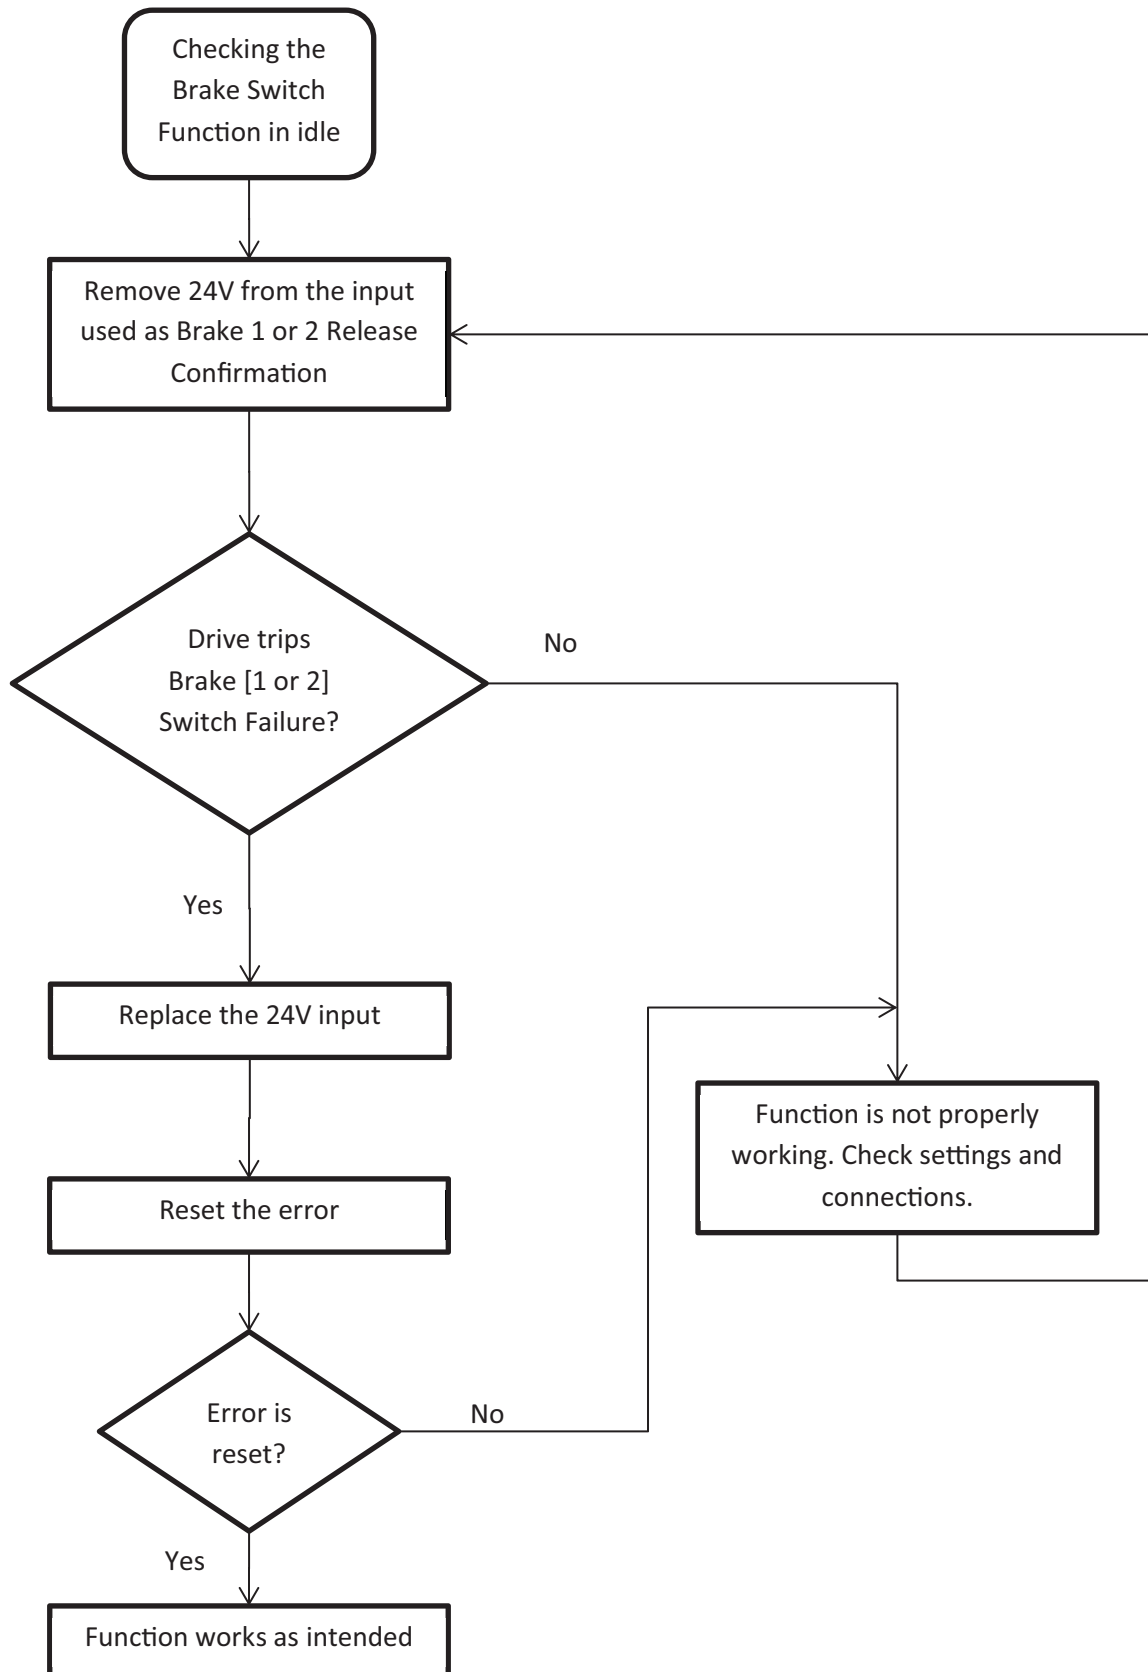 Checking the
Brake Switch
Function in idle
Remove 24V from the input
used as Brake 1 or 2 Release
Confirmation
Drive trips
Brake [1 or 2]
Switch Failure?
No
Yes
Replace the 24V input
Function is not properly
working. Check settings and
connections.
Reset the error
Error is
reset?
No
Yes
Function works as intended